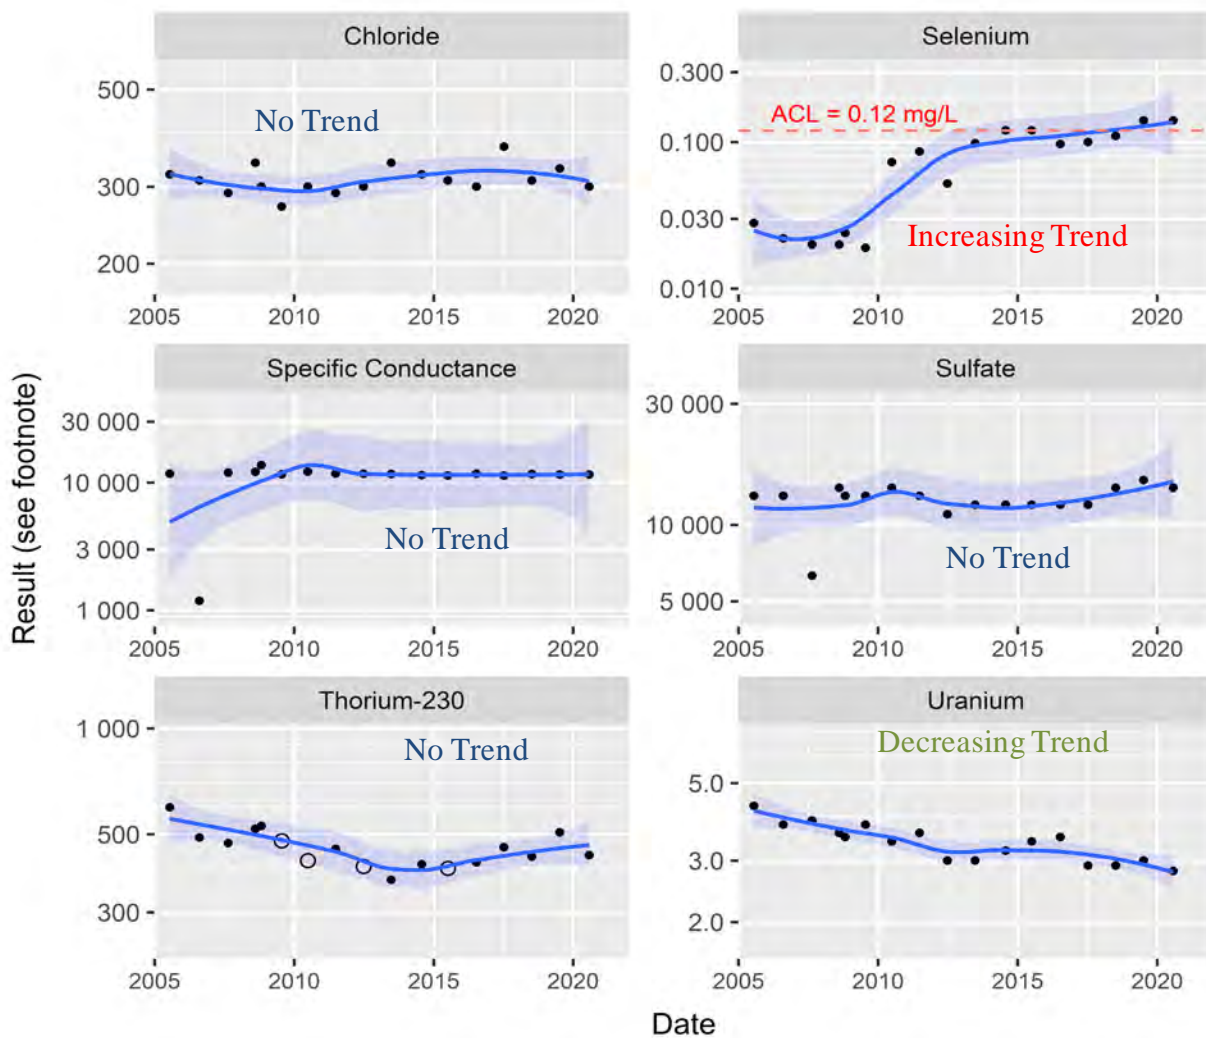 Chloride
500
300
200
No Trend
2005 2010 2015 2020
Selenium
0.300
0.100
0.030
0.010
ACL = 0.12 mg/L
Increasing Trend
2005 2010 2015 2020
Specific Conductance
30 000
10 000
3 000
1 000
No Trend
2005 2010 2015 2020
Sulfate
30 000
10 000
5 000
No Trend
2005 2010 2015 2020
Thorium-230
1 000
500
300
No Trend
2005 2010 2015 2020
Uranium
5.0
3.0
2.0
Decreasing Trend
2005 2010 2015 2020
Result (see footnote)
Date